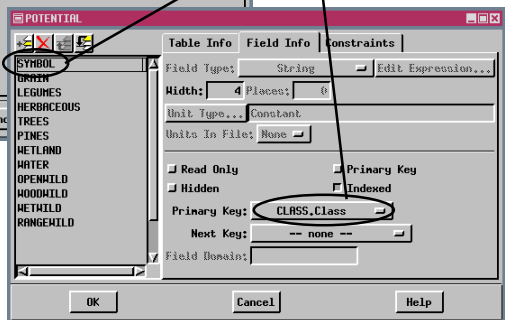 POTENTIAL
Table Info Field Info Constraints
SYMBOL
GRAIN
LEGUMES
HERBACEOUS
TREES
PINES
WETLAND
WATER
OPENWILD
WOODWILD
WETWILD
RANGEWILD
Field Type: String Edit Expression...
Width: 4 Places: 0
Unit Type... Constant
Units In File: None
Read Only Primary Key
Hidden Indexed
Primary Key: CLASS.Class
Next Key: -- none --
Field Domain:
OK Cancel Help